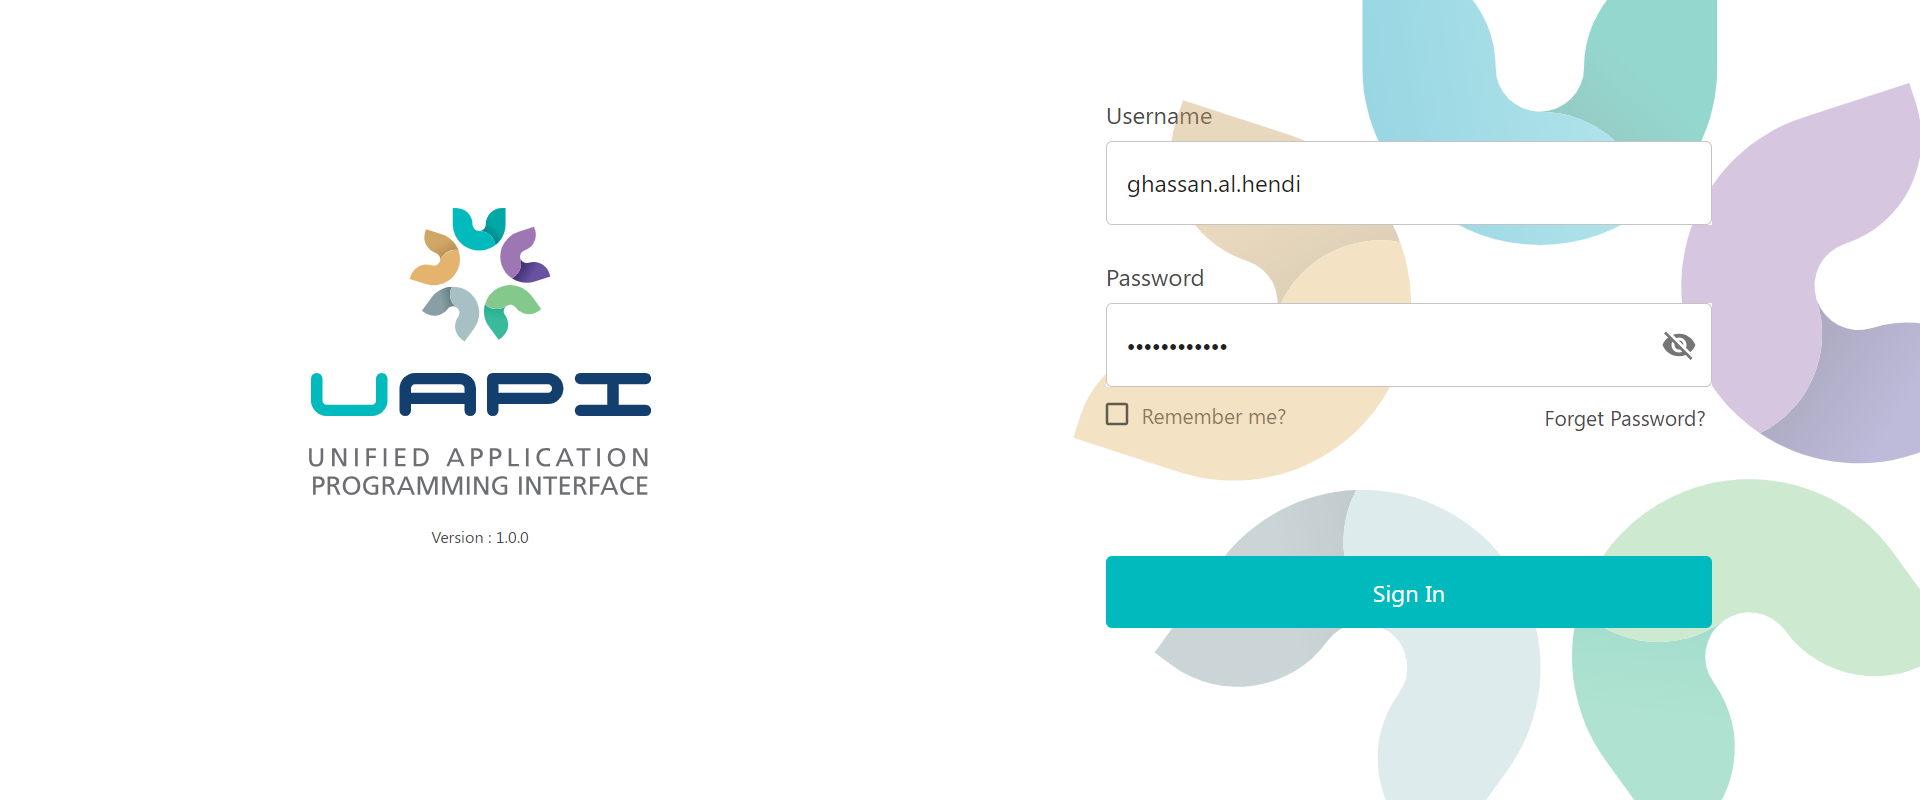 UAPI
UNIFIED APPLICATION
PROGRAMMING INTERFACE
Version : 1.0.0
Username
ghassan.al.hendi
Password
••••••••••••
Remember me?
Forget Password?
Sign In